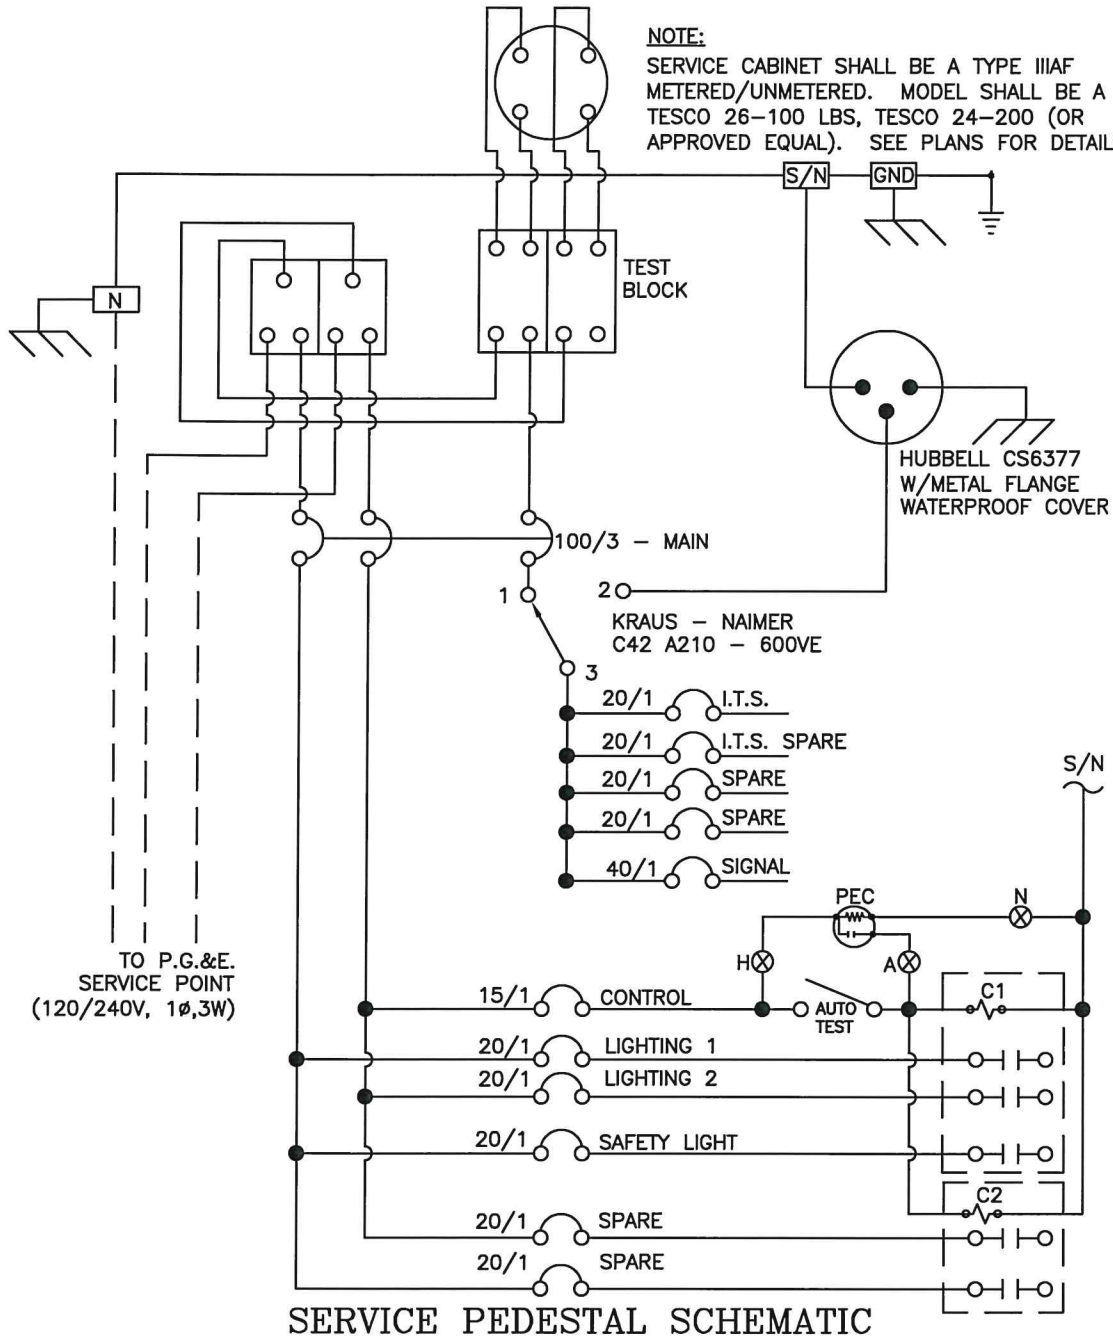 NOTE:
SERVICE CABINET SHALL BE A TYPE IIIAF
METERED/UNMETERED. MODEL SHALL BE A
TESCO 26-100 LBS, TESCO 24-200 (OR
APPROVED EQUAL). SEE PLANS FOR DETAIL
S/N
GND
TEST
BLOCK
N
HUBBELL CS6377
W/METAL FLANGE
WATERPROOF COVER
100/3 - MAIN
1
2
KRAUS - NAIMER
C42 A210 - 600VE
3
20/1 I.T.S.
20/1 I.T.S. SPARE
20/1 SPARE
20/1 SPARE
40/1 SIGNAL
S/N
PEC
N
H
A
TO P.G.&E.
SERVICE POINT
(120/240V, 1ø,3W)
15/1 CONTROL
AUTO
TEST
C1
20/1 LIGHTING 1
20/1 LIGHTING 2
20/1 SAFETY LIGHT
C2
20/1 SPARE
20/1 SPARE
SERVICE PEDESTAL SCHEMATIC